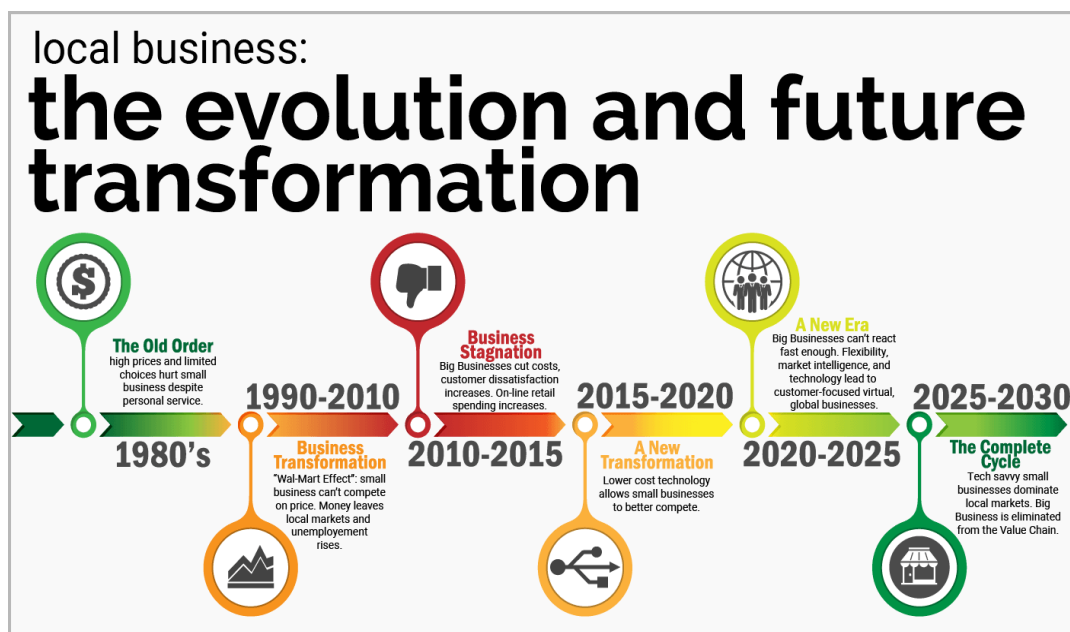 local business:
the evolution and future
transformation
The Old Order
high prices and limited
choices hurt small
business despite
personal service.
1980's
1990-2010
Business
Transformation
"Wal-Mart Effect": small
business can't compete
on price. Money leaves
local markets and
unemployement
rises.
Business
Stagnation
Big Businesses cut costs,
customer dissatisfaction
increases. On-line retail
spending increases.
2010-2015
2015-2020
A New
Transformation
Lower cost technology
allows small businesses
to better compete.
A New Era
Big Businesses can't react
fast enough. Flexibility,
market intelligence, and
technology lead to
customer-focused virtual,
global businesses.
2020-2025
2025-2030
The Complete
Cycle
Tech savvy small
businesses dominate
local markets. Big
Business is eliminated
from the Value Chain.